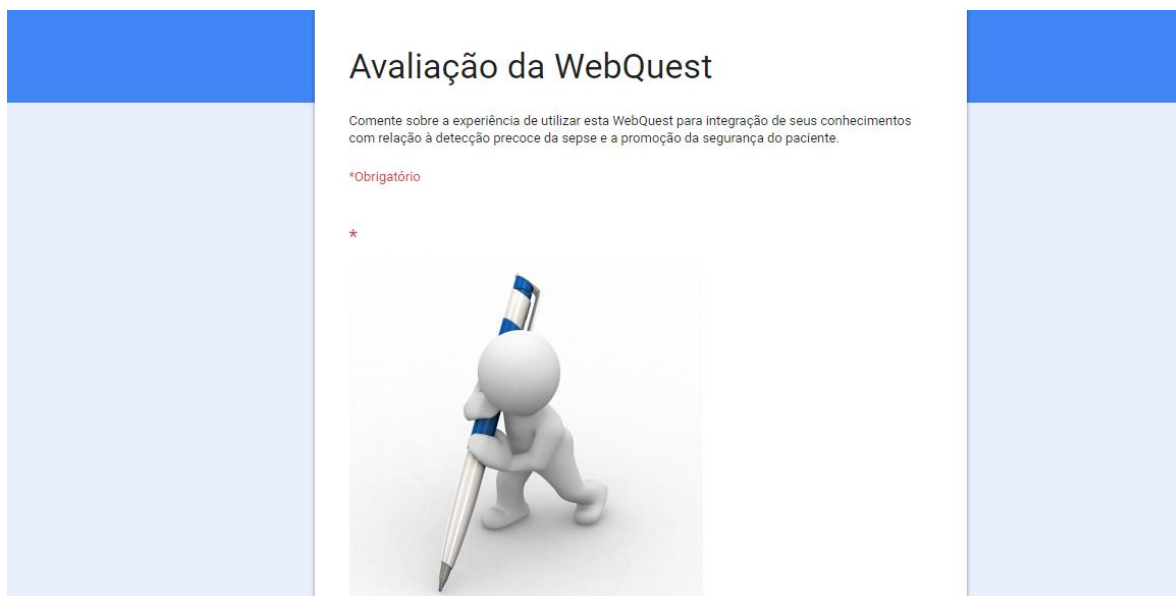 Avaliação da WebQuest
Comente sobre a experiência de utilizar esta WebQuest para integração de seus conhecimentos
com relação à detecção precoce da sepse e a promoção da segurança do paciente.
*Obrigatório
*